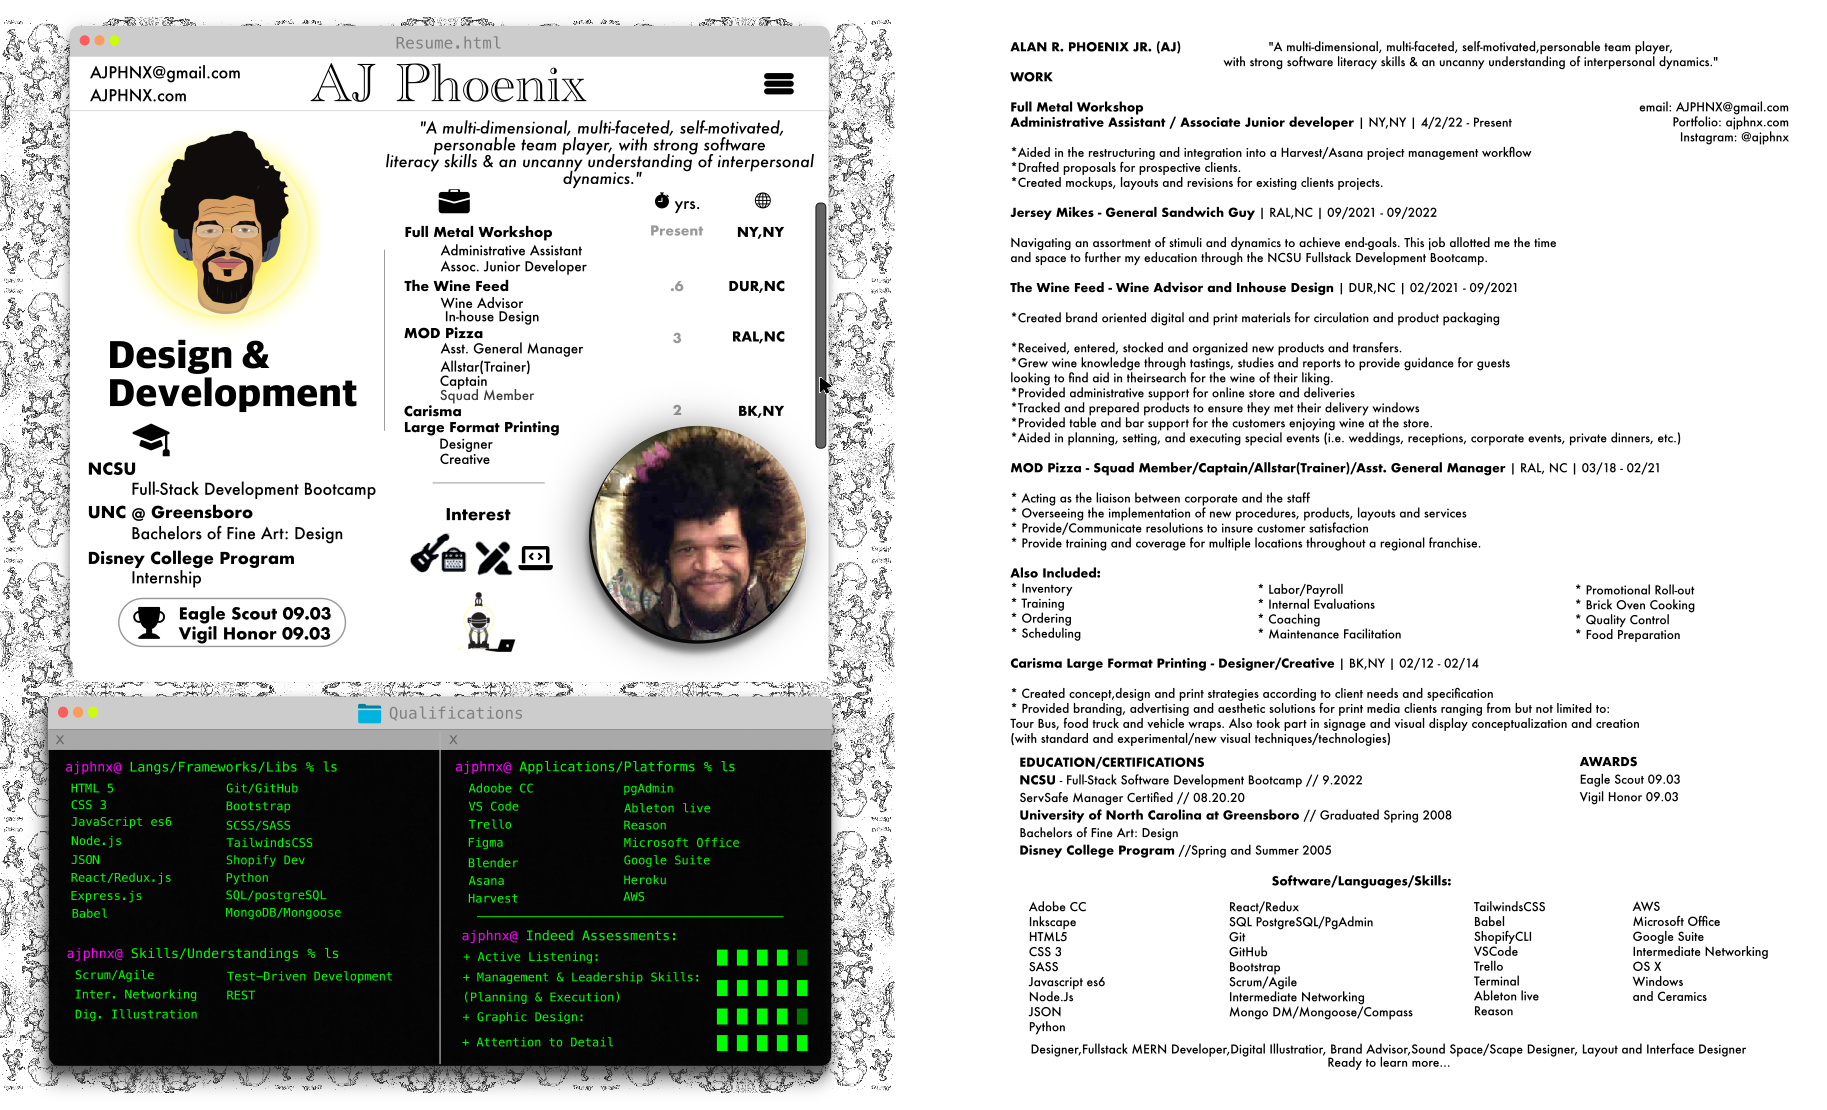 Resume.html
AJPHNX@gmail.com
AJPHNX.com
AJ Phoenix
"A multi-dimensional, multi-faceted, self-motivated,
personable team player, with strong software
literacy skills & an uncanny understanding of interpersonal
dynamics."
yrs.
Full Metal Workshop Present NY,NY
Administrative Assistant
Assoc. Junior Developer
The Wine Feed .6 DUR,NC
Wine Advisor
In-house Design
MOD Pizza 3 RAL,NC
Asst. General Manager
Allstar(Trainer)
Captain
Squad Member
Carisma 2 BK,NY
Large Format Printing
Designer
Creative
Design &
Development
NCSU
Full-Stack Development Bootcamp
UNC @ Greensboro
Bachelors of Fine Art: Design
Disney College Program
Internship
Eagle Scout 09.03
Vigil Honor 09.03
Interest
Qualifications
X X
ajphnx@ Langs/Frameworks/Libs % ls
HTML 5 Git/GitHub
CSS 3 Bootstrap
JavaScript es6 SCSS/SASS
Node.js TailwindsCSS
JSON Shopify Dev
React/Redux.js Python
Express.js SQL/postgreSQL
Babel MongoDB/Mongoose
ajphnx@ Skills/Understandings % ls
Scrum/Agile Test-Driven Development
Inter. Networking REST
Dig. Illustration
ajphnx@ Applications/Platforms % ls
Adoobe CC pgAdmin
VS Code Ableton live
Trello Reason
Figma Microsoft Office
Blender Google Suite
Asana Heroku
Harvest AWS
ajphnx@ Indeed Assessments:
+ Active Listening:
+ Management & Leadership Skills:
(Planning & Execution)
+ Graphic Design:
+ Attention to Detail
ALAN R. PHOENIX JR. (AJ)
"A multi-dimensional, multi-faceted, self-motivated,personable team player,
with strong software literacy skills & an uncanny understanding of interpersonal dynamics."
WORK
Full Metal Workshop
Administrative Assistant / Associate Junior developer | NY,NY | 4/2/22 - Present
email: AJPHNX@gmail.com
Portfolio: ajphnx.com
Instagram: @ajphnx
*Aided in the restructuring and integration into a Harvest/Asana project management workflow
*Drafted proposals for prospective clients.
*Created mockups, layouts and revisions for existing clients projects.
Jersey Mikes - General Sandwich Guy | RAL,NC | 09/2021 - 09/2022
Navigating an assortment of stimuli and dynamics to achieve end-goals. This job allotted me the time
and space to further my education through the NCSU Fullstack Development Bootcamp.
The Wine Feed - Wine Advisor and Inhouse Design | DUR,NC | 02/2021 - 09/2021
*Created brand oriented digital and print materials for circulation and product packaging
*Received, entered, stocked and organized new products and transfers.
*Grew wine knowledge through tastings, studies and reports to provide guidance for guests
looking to find aid in theirsearch for the wine of their liking.
*Provided administrative support for online store and deliveries
*Tracked and prepared products to ensure they met their delivery windows
*Provided table and bar support for the customers enjoying wine at the store.
*Aided in planning, setting, and executing special events (i.e. weddings, receptions, corporate events, private dinners, etc.)
MOD Pizza - Squad Member/Captain/Allstar(Trainer)/Asst. General Manager | RAL, NC | 03/18 - 02/21
* Acting as the liaison between corporate and the staff
* Overseeing the implementation of new procedures, products, layouts and services
* Provide/Communicate resolutions to insure customer satisfaction
* Provide training and coverage for multiple locations throughout a regional franchise.
Also Included:
* Inventory * Labor/Payroll * Promotional Roll-out
* Training * Internal Evaluations * Brick Oven Cooking
* Ordering * Coaching * Quality Control
* Scheduling * Maintenance Facilitation * Food Preparation
Carisma Large Format Printing - Designer/Creative | BK,NY | 02/12 - 02/14
* Created concept,design and print strategies according to client needs and specification
* Provided branding, advertising and aesthetic solutions for print media clients ranging from but not limited to:
Tour Bus, food truck and vehicle wraps. Also took part in signage and visual display conceptualization and creation
(with standard and experimental/new visual techniques/technologies)
EDUCATION/CERTIFICATIONS
NCSU - Full-Stack Software Development Bootcamp // 9.2022
ServSafe Manager Certified // 08.20.20
University of North Carolina at Greensboro // Graduated Spring 2008
Bachelors of Fine Art: Design
Disney College Program //Spring and Summer 2005
AWARDS
Eagle Scout 09.03
Vigil Honor 09.03
Software/Languages/Skills:
Adobe CC React/Redux TailwindsCSS AWS
Inkscape SQL PostgreSQL/PgAdmin Babel Microsoft Office
HTML5 Git ShopifyCLI Google Suite
CSS 3 GitHub VSCode Intermediate Networking
SASS Bootstrap Trello OS X
Javascript es6 Scrum/Agile Terminal Windows
Node.Js Intermediate Networking Ableton live and Ceramics
JSON Mongo DM/Mongoose/Compass Reason
Python
Designer,Fullstack MERN Developer,Digital Illustratior, Brand Advisor,Sound Space/Scape Designer, Layout and Interface Designer
Ready to learn more...